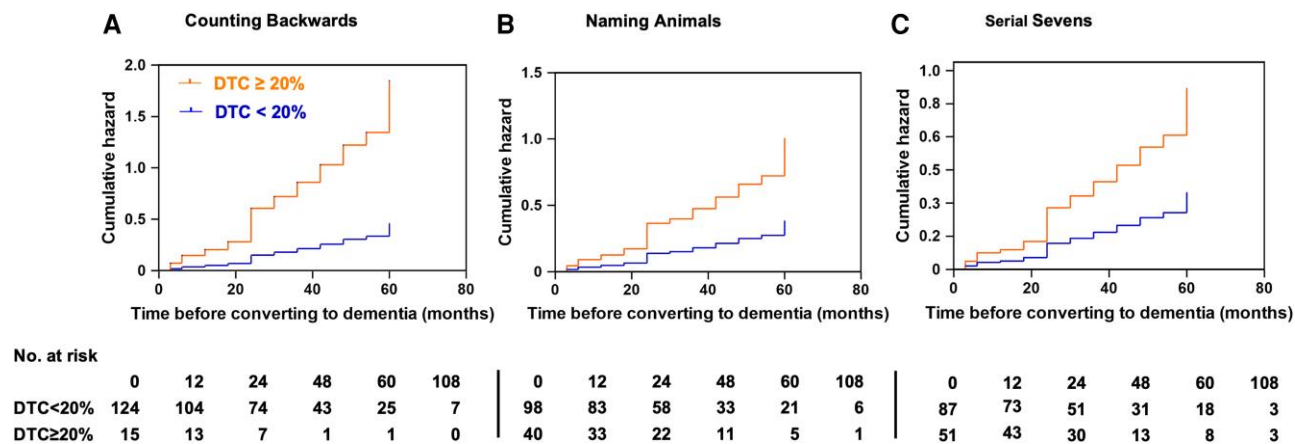 A Counting Backwards
B Naming Animals
C Serial Sevens
Cumulative hazard
2.0
1.5
1.0
0.5
0
DTC ≥ 20%
DTC < 20%
0 20 40 60 80
Time before converting to dementia (months)
Cumulative hazard
1.5
1.0
0.5
0
0 20 40 60 80
Time before converting to dementia (months)
Cumulative hazard
1.0
0.8
0.6
0.5
0.3
0.2
0
0 20 40 60 80
Time before converting to dementia (months)
No. at risk
0 12 24 48 60 108 0 12 24 48 60 108 0 12 24 48 60 108
DTC<20% 124 104 74 43 25 7 98 83 58 33 21 6 87 73 51 31 18 3
DTC≥20% 15 13 7 1 1 0 40 33 22 11 5 1 51 43 30 13 8 3